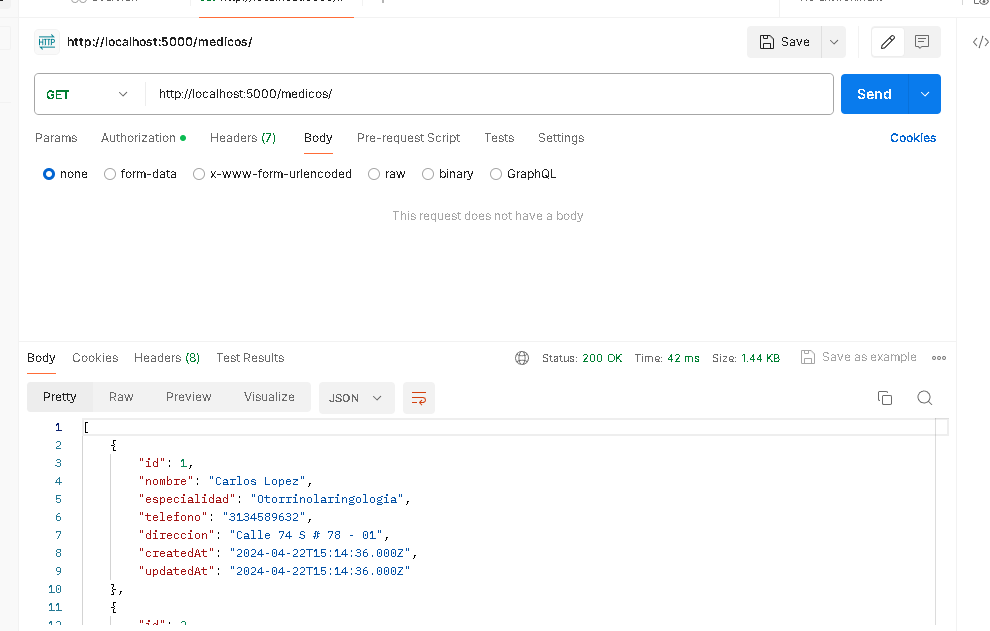 HTTP http://localhost:5000/medicos/
Save
GET http://localhost:5000/medicos/ Send
Params Authorization Headers (7) Body Pre-request Script Tests Settings Cookies
none form-data x-www-form-urlencoded raw binary GraphQL
This request does not have a body
Body Cookies Headers (8) Test Results Status: 200 OK Time: 42 ms Size: 1.44 KB Save as example
Pretty Raw Preview Visualize JSON
1 [
2 {
3 "id": 1,
4 "nombre": "Carlos Lopez",
5 "especialidad": "Otorrinolaringologia",
6 "telefono": "3134589632",
7 "direccion": "Calle 74 S # 78 - 01",
8 "createdAt": "2024-04-22T15:14:36.000Z",
9 "updatedAt": "2024-04-22T15:14:36.000Z"
10 },
11 {
12 "id": 2